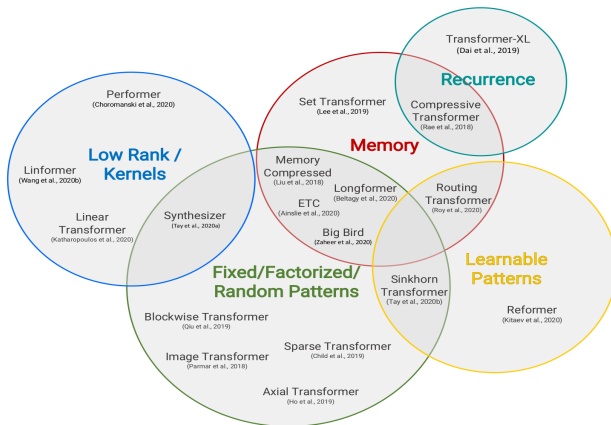 Transformer-XL
(Dai et al., 2019)
Recurrence
Compressive
Transformer
(Rae et al., 2018)
Performer
(Choromanski et al., 2020)
Set Transformer
(Lee et al., 2019)
Memory
Low Rank /
Kernels
Linformer
(Wang et al., 2020b)
Memory
Compressed
(Liu et al., 2018)
Longformer
(Beltagy et al., 2020)
Routing
Transformer
(Roy et al., 2020)
ETC
(Ainslie et al., 2020)
Linear
Transformer
(Katharopoulos et al., 2020)
Synthesizer
(Tay et al., 2020a)
Big Bird
(Zaheer et al., 2020)
Learnable
Patterns
Fixed/Factorized/
Random Patterns
Sinkhorn
Transformer
(Tay et al., 2020b)
Reformer
(Kitaev et al., 2020)
Blockwise Transformer
(Qiu et al., 2019)
Sparse Transformer
(Child et al., 2019)
Image Transformer
(Parmar et al., 2018)
Axial Transformer
(Ho et al., 2019)